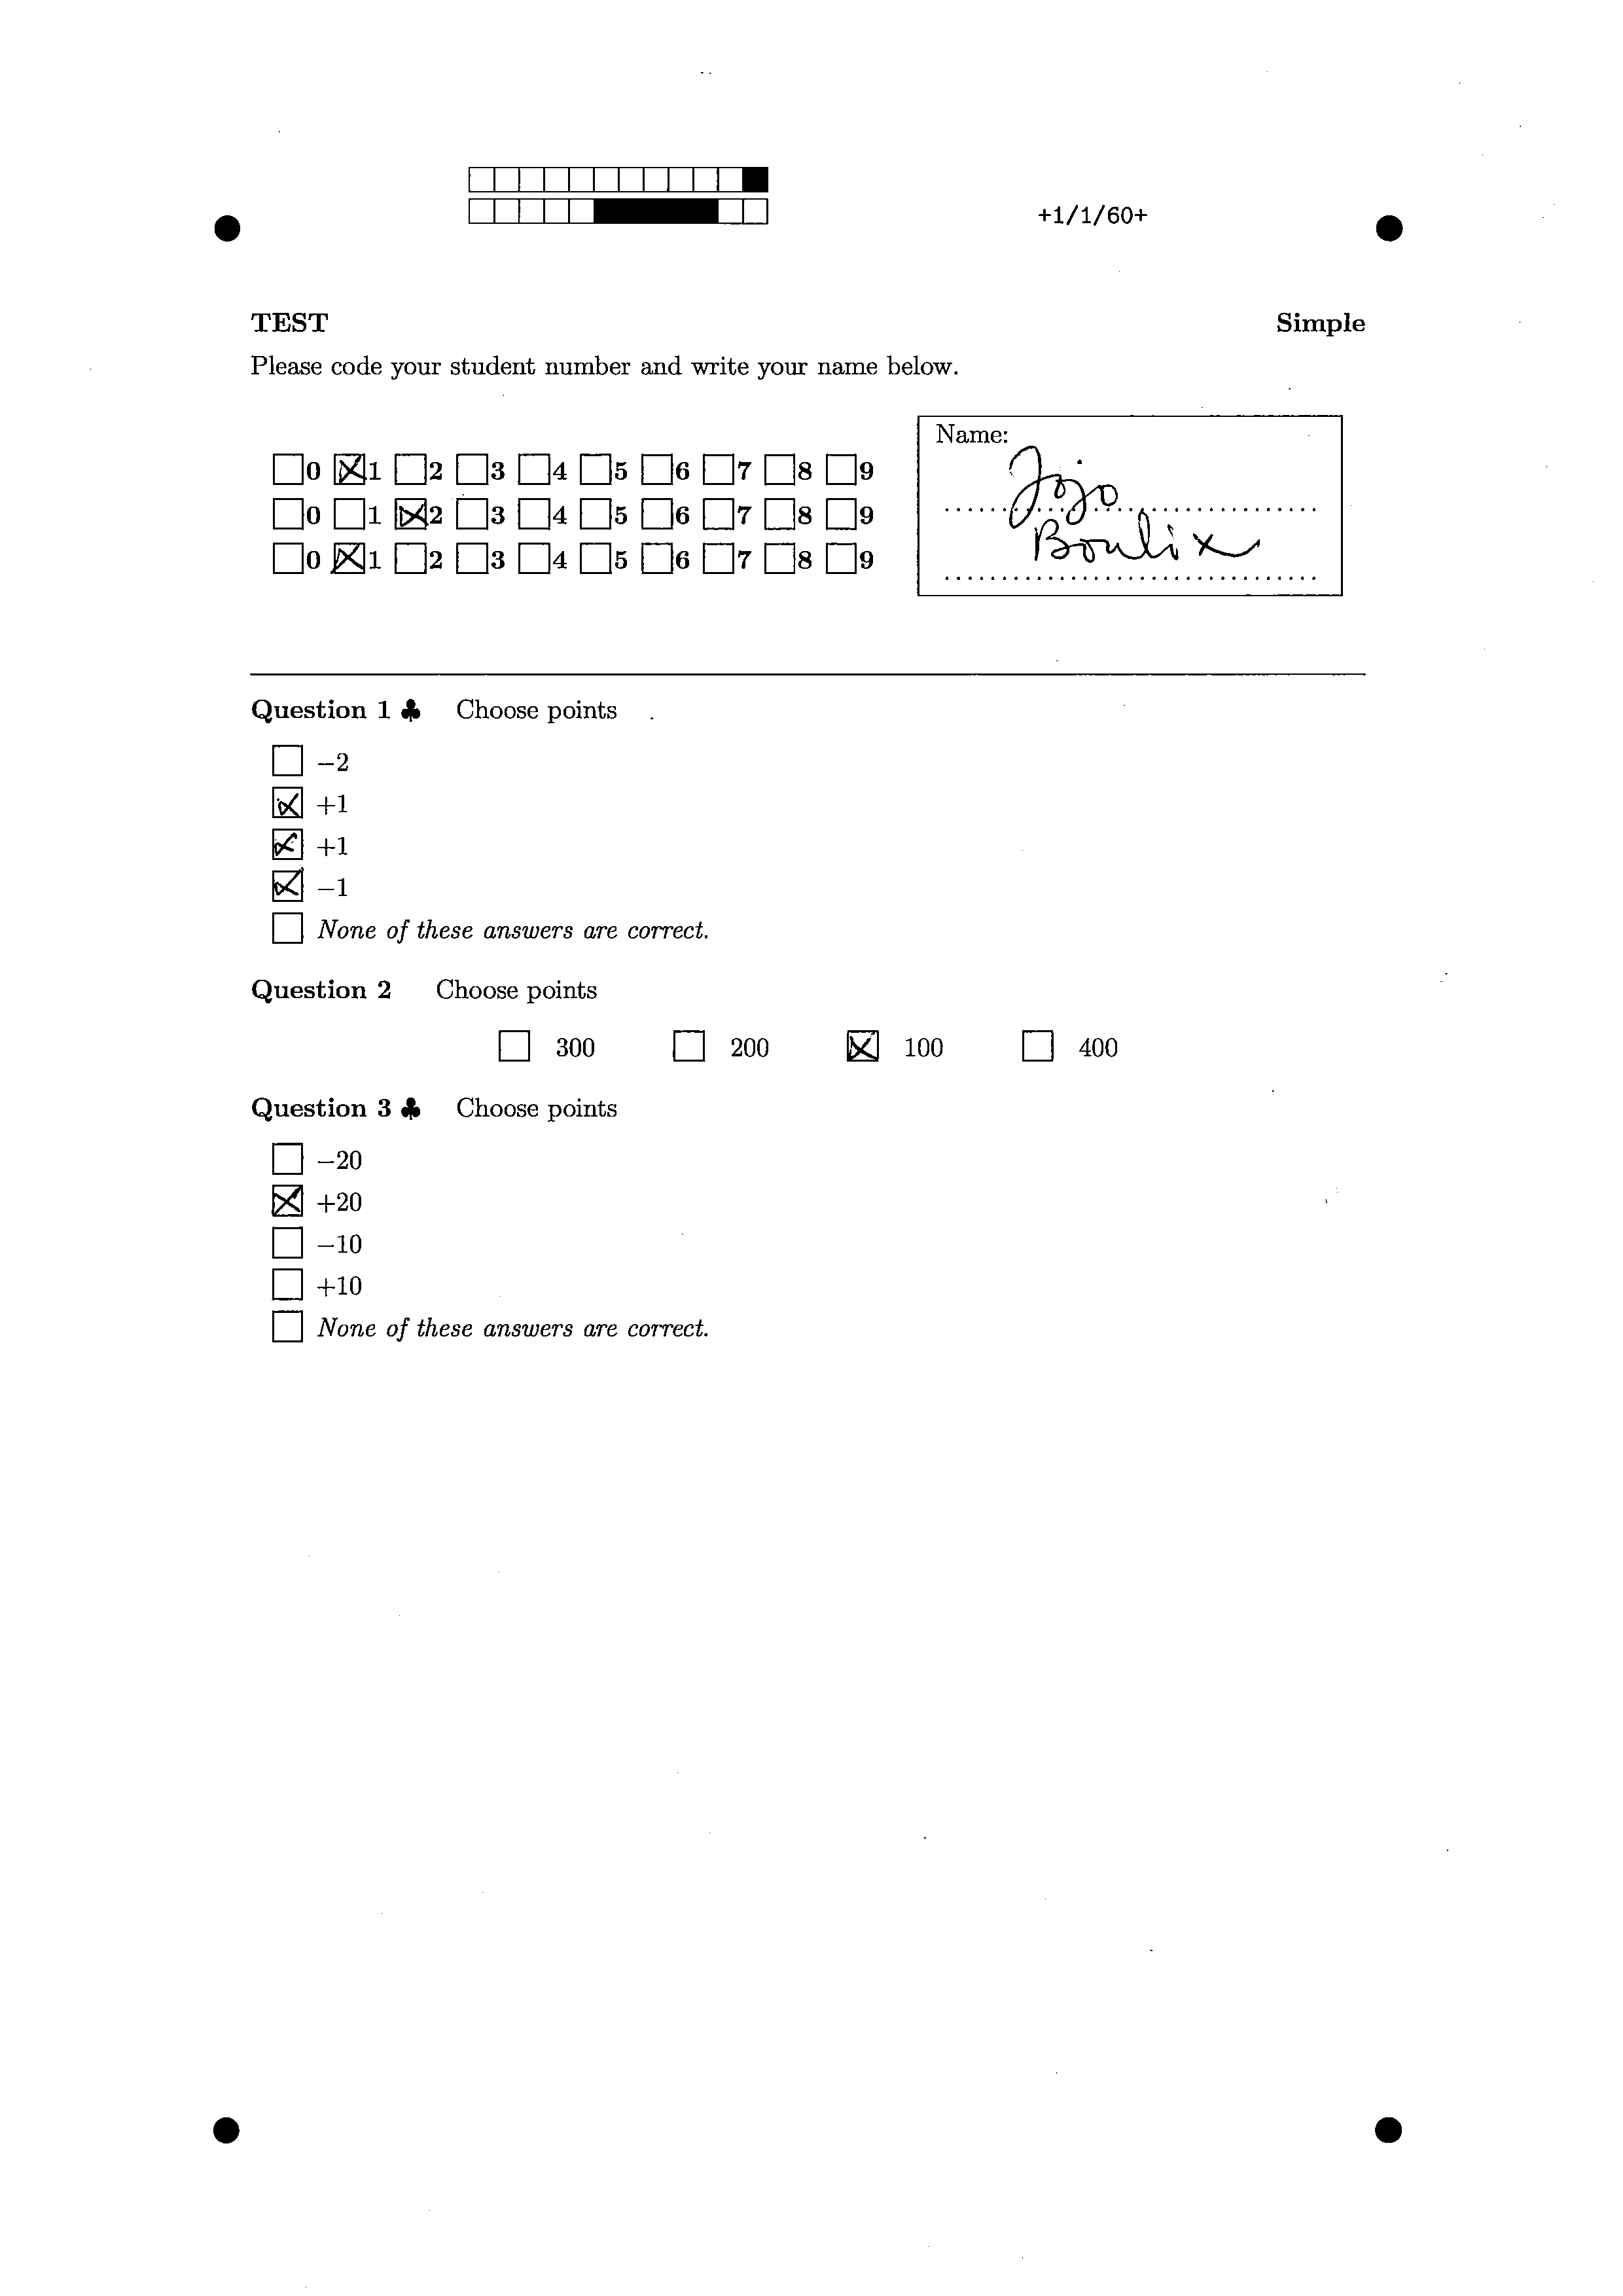 +1/1/60+
TEST Simple
Please code your student number and write your name below.
Name:
0 1 2 3 4 5 6 7 8 9
0 1 2 3 4 5 6 7 8 9
0 1 2 3 4 5 6 7 8 9
Jojo
Boulix
Question 1 ♣ Choose points
−2
+1
+1
−1
None of these answers are correct.
Question 2 Choose points
300 200 100 400
Question 3 ♣ Choose points
−20
+20
−10
+10
None of these answers are correct.